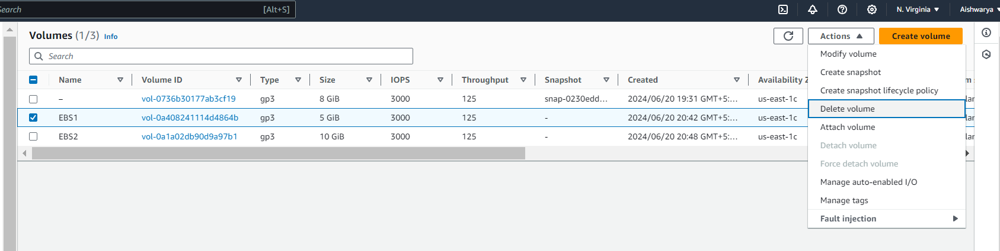 Search [Alt+S] N. Virginia Aishwarya
Volumes (1/3) Info Actions Create volume
Search
Modify volume
Create snapshot
Create snapshot lifecycle policy
Delete volume
Attach volume
Detach volume
Force detach volume
Manage auto-enabled I/O
Manage tags
Fault injection
Name Volume ID Type Size IOPS Throughput Snapshot Created Availability Z
– vol-0736b30177ab3cf19 gp3 8 GiB 3000 125 snap-0230edd... 2024/06/20 19:31 GMT+5:... us-east-1c
EBS1 vol-0a408241114d4864b gp3 5 GiB 3000 125 - 2024/06/20 20:42 GMT+5:... us-east-1c
EBS2 vol-0a1a02db90d9a97b1 gp3 10 GiB 3000 125 - 2024/06/20 20:48 GMT+5:... us-east-1c